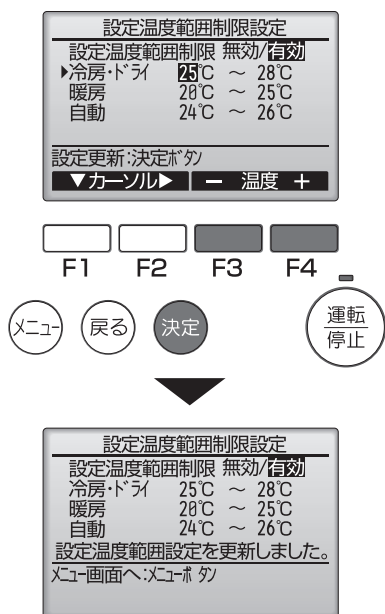 設定温度範囲制限設定
設定温度範囲制限 無効/有効
▶冷房・ドライ 25℃ ～ 28℃
暖房 20℃ ～ 25℃
自動 24℃ ～ 26℃
設定更新:決定ボタン
▼カーソル▶ － 温度 ＋
F1 F2 F3 F4
メニュー 戻る 決定 運転
停止
設定温度範囲制限設定
設定温度範囲制限 無効/有効
冷房・ドライ 25℃ ～ 28℃
暖房 20℃ ～ 25℃
自動 24℃ ～ 26℃
設定温度範囲設定を更新しました。
メニュー画面へ:メニューボタン